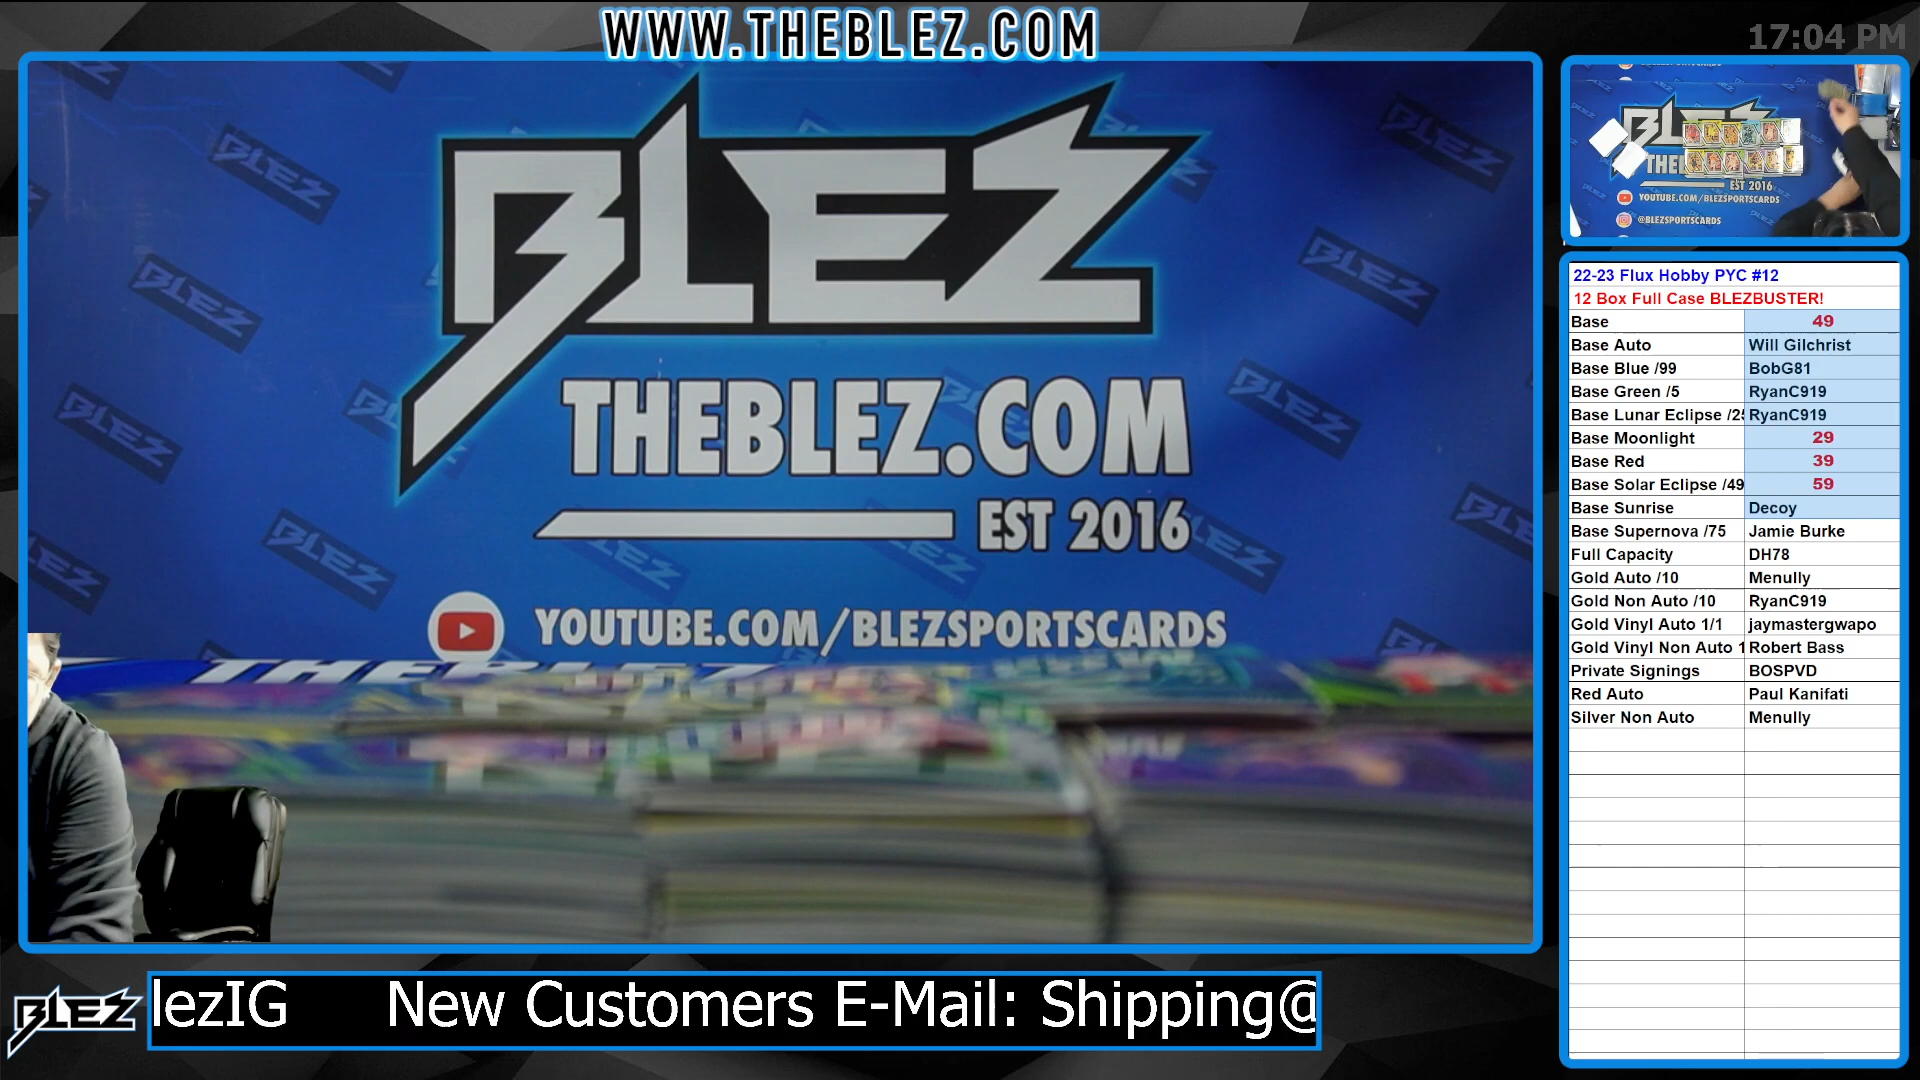 WWW.THEBLEZ.COM
17:04 PM
BLEZ
THEBLEZ.COM
EST 2016
YOUTUBE.COM/BLEZSPORTSCARDS
EST 2016
YOUTUBE.COM/BLEZSPORTSCARDS
@BLEZSPORTSCARDS
22-23 Flux Hobby PYC #12
12 Box Full Case BLEZBUSTER!
Base 49
Base Auto Will Gilchrist
Base Blue /99 BobG81
Base Green /5 RyanC919
Base Lunar Eclipse /25 RyanC919
Base Moonlight 29
Base Red 39
Base Solar Eclipse /49 59
Base Sunrise Decoy
Base Supernova /75 Jamie Burke
Full Capacity DH78
Gold Auto /10 Menully
Gold Non Auto /10 RyanC919
Gold Vinyl Auto 1/1 jaymastergwapo
Gold Vinyl Non Auto 1 Robert Bass
Private Signings BOSPVD
Red Auto Paul Kanifati
Silver Non Auto Menully
BLEZ
lezIG New Customers E-Mail: Shipping@